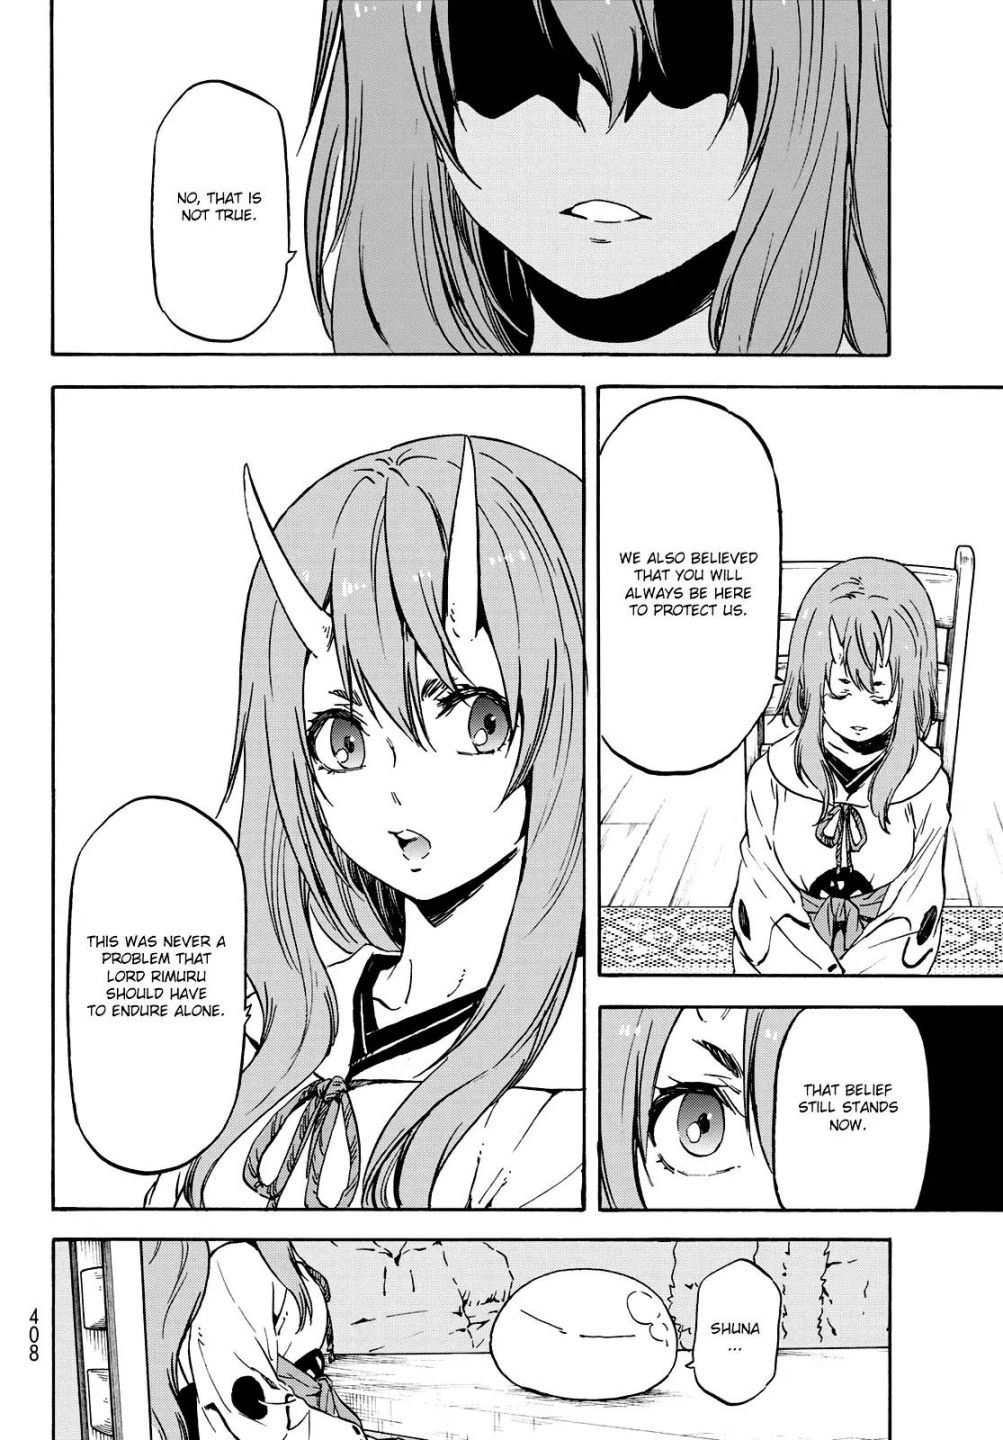 NO, THAT IS
NOT TRUE.
WE ALSO BELIEVED
THAT YOU WILL
ALWAYS BE HERE
TO PROTECT US.
THAT BELIEF
STILL STANDS
NOW.
THIS WAS NEVER A
PROBLEM THAT
LORD RIMURU
SHOULD HAVE
TO ENDURE ALONE.
SHUNA
...
408